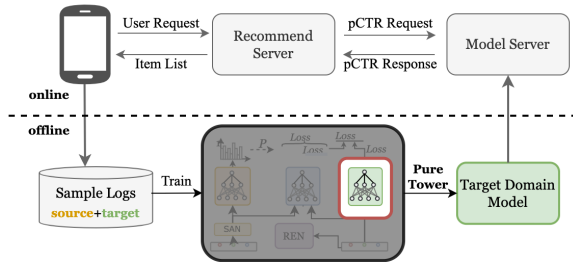 User Request
Item List
Recommend
Server
pCTR Request
pCTR Response
Model Server
online
offline
Sample Logs
source+target
Train
P
Loss
Loss
Loss
Loss
SAN
REN
Pure
Tower
Target Domain
Model